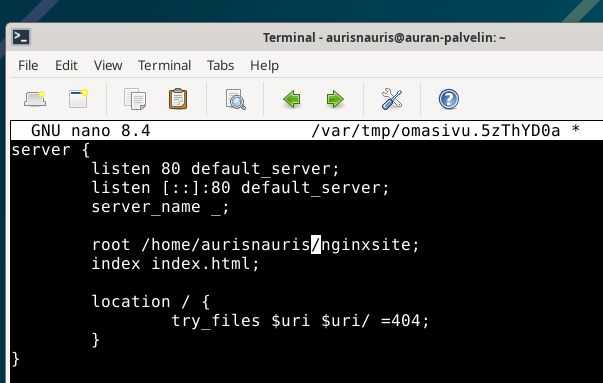 Terminal - aurisnauris@auran-palvelin: ~
File Edit View Terminal Tabs Help
GNU nano 8.4 /var/tmp/omasivu.5zThYD0a *
server {
listen 80 default_server;
listen [::]:80 default_server;
server_name _;
root /home/aurisnauris/nginxsite;
index index.html;
location / {
try_files $uri $uri/ =404;
}
}